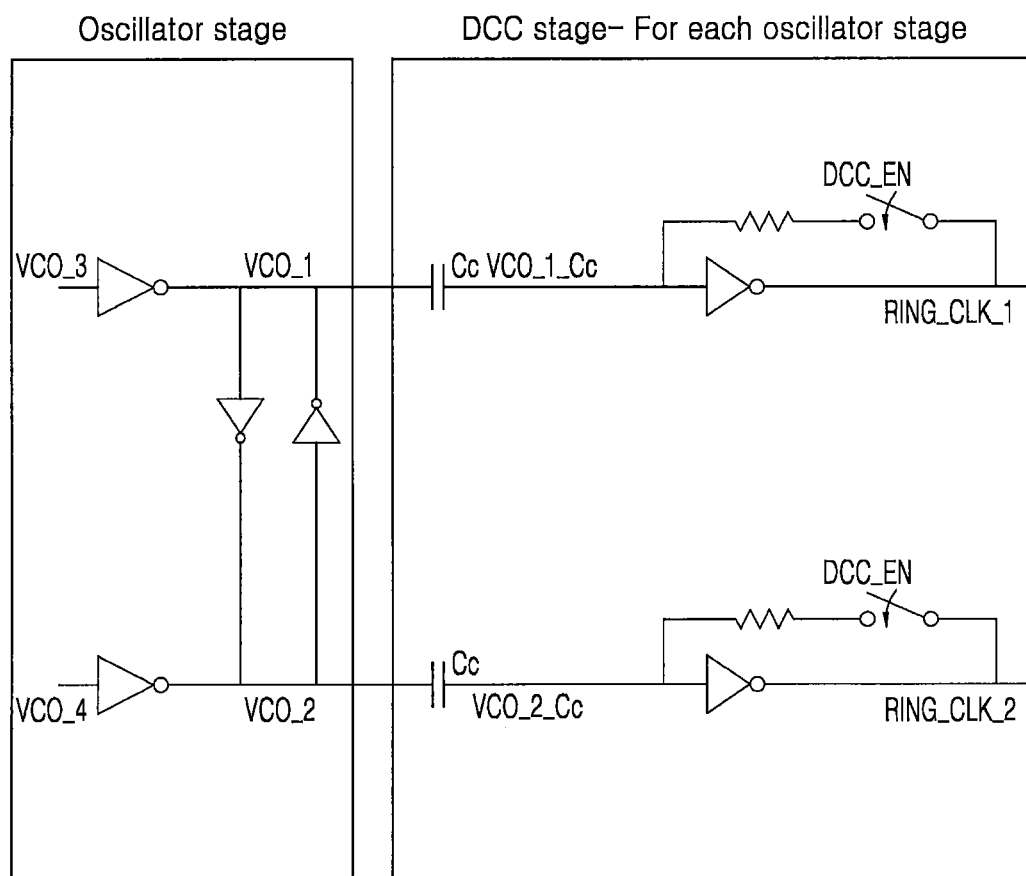 Oscillator stage
DCC stage- For each oscillator stage
DCC_EN
VCO_3
VCO_1
Cc VCO_1_Cc
RING_CLK_1
DCC_EN
Cc
VCO_4
VCO_2
VCO_2_Cc
RING_CLK_2